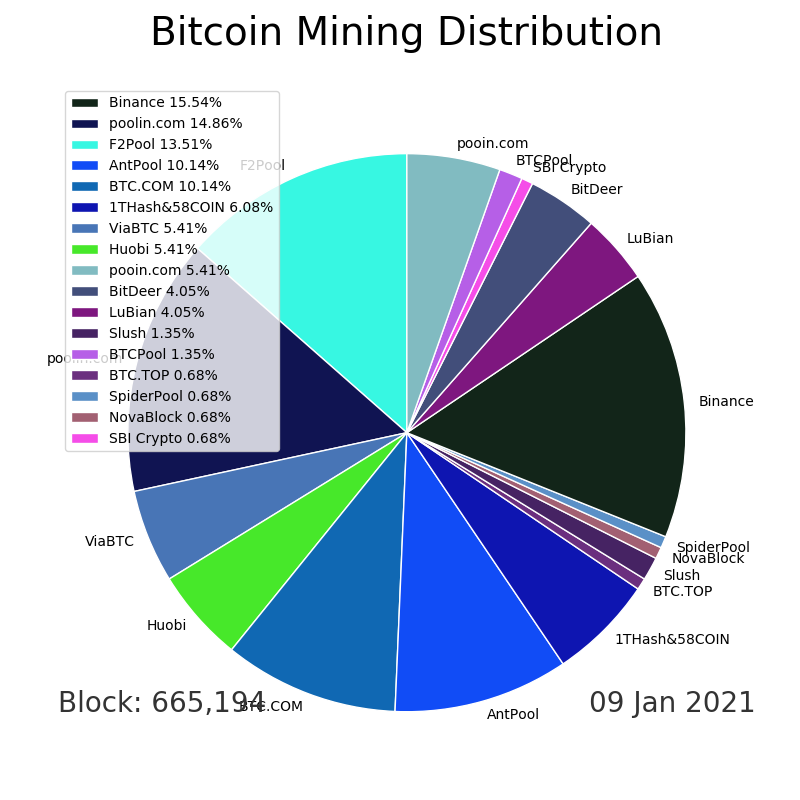 Bitcoin Mining Distribution
Binance 15.54%
poolin.com 14.86%
F2Pool 13.51%
AntPool 10.14%
BTC.COM 10.14%
1THash&58COIN 6.08%
ViaBTC 5.41%
Huobi 5.41%
pooin.com 5.41%
BitDeer 4.05%
LuBian 4.05%
Slush 1.35%
BTCPool 1.35%
BTC.TOP 0.68%
SpiderPool 0.68%
NovaBlock 0.68%
SBI Crypto 0.68%
pooin.com
BTCPool
SBI Crypto
BitDeer
LuBian
Binance
SpiderPool
NovaBlock
Slush
BTC.TOP
1THash&58COIN
AntPool
BTC.COM
Huobi
ViaBTC
poolin.com
F2Pool
Block: 665,194
09 Jan 2021